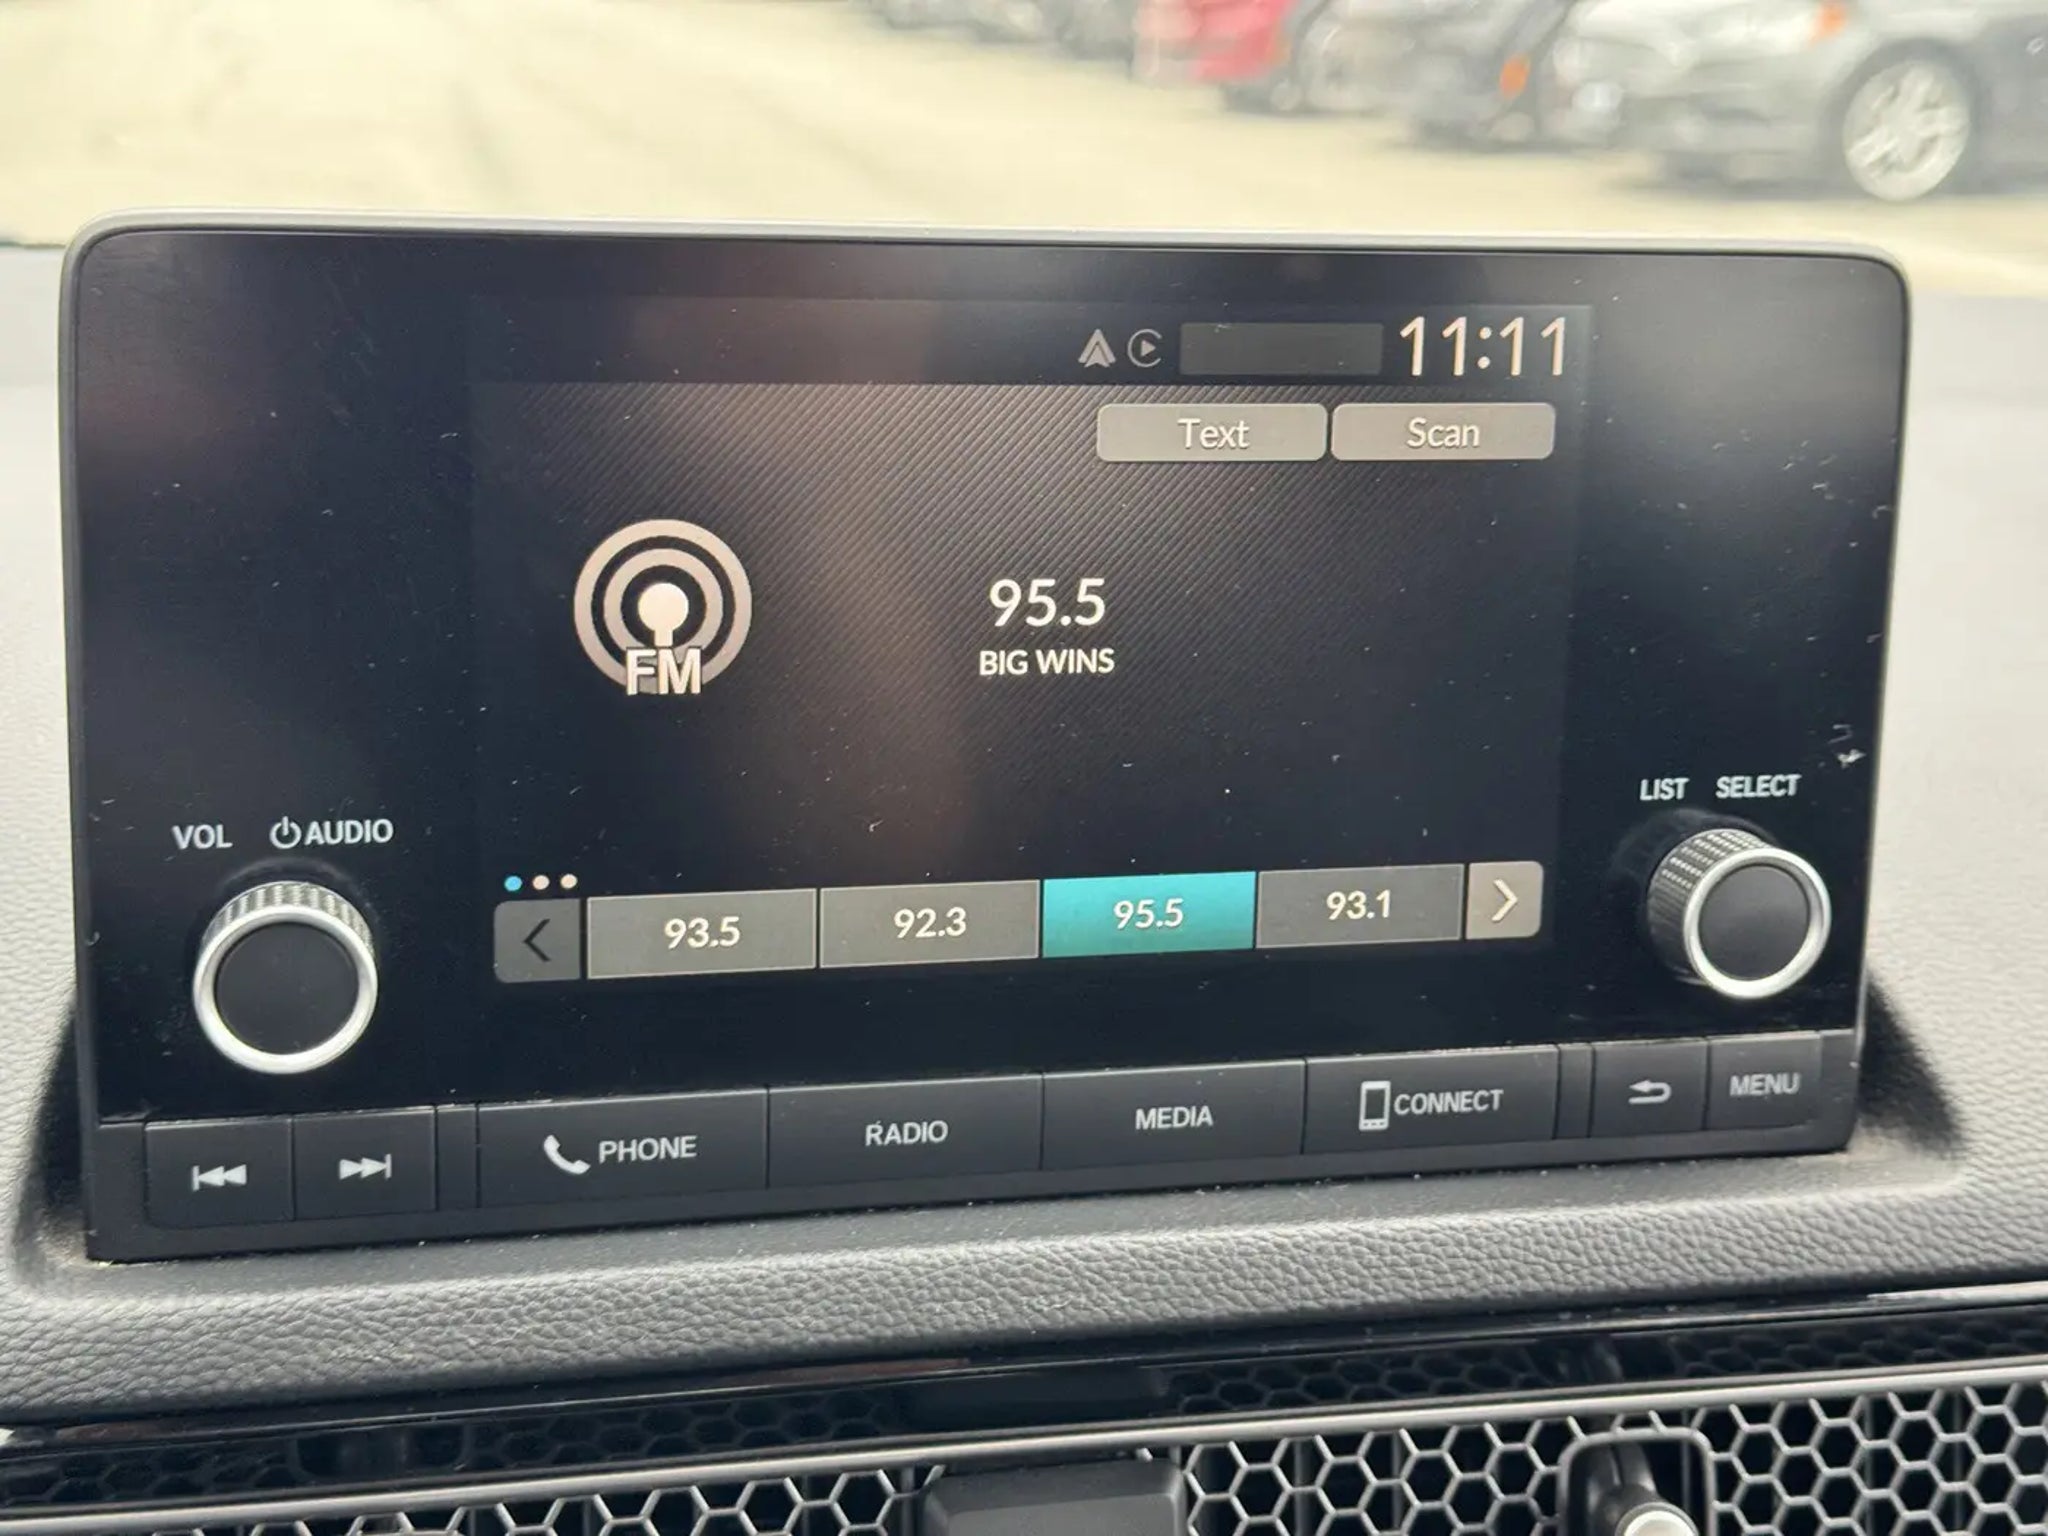 11:11
Text Scan
FM
95.5
BIG WINS
LIST SELECT
VOL AUDIO
93.5 92.3 95.5 93.1
PHONE RADIO MEDIA CONNECT MENU